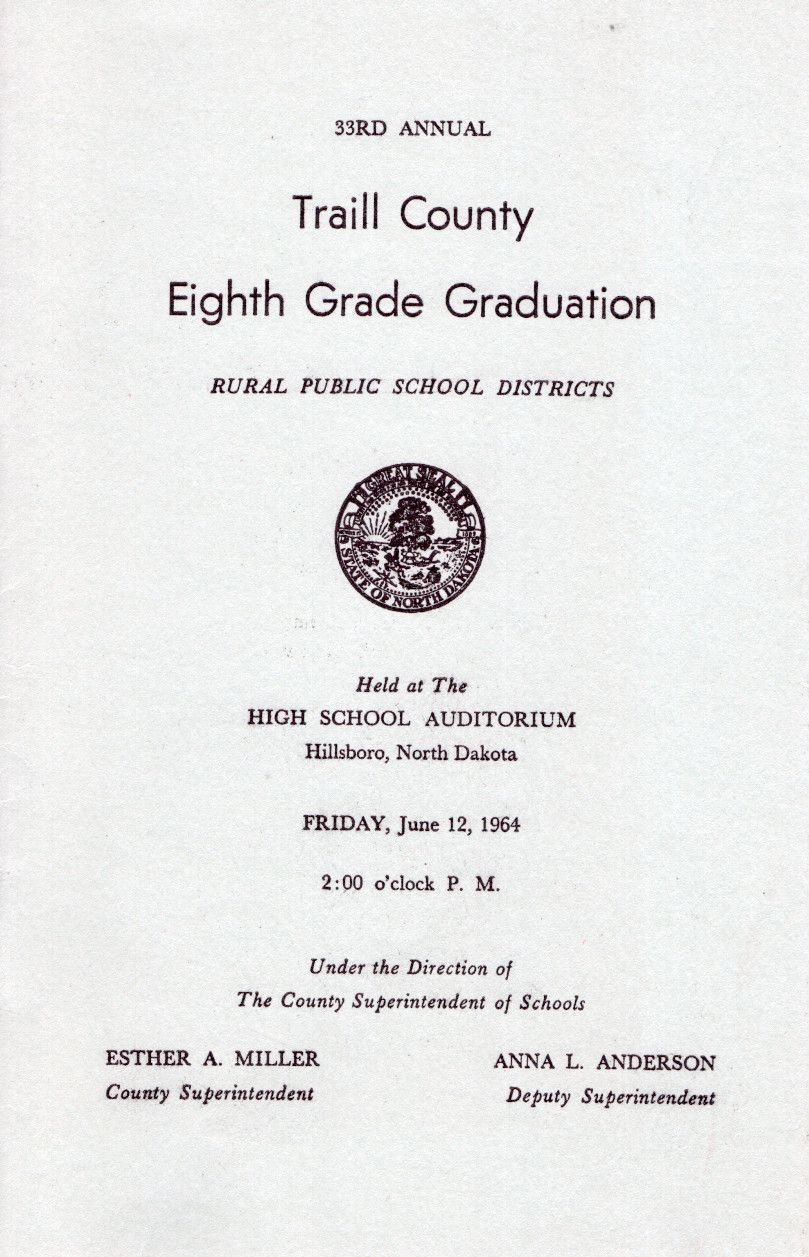 33RD ANNUAL
Traill County
Eighth Grade Graduation
RURAL PUBLIC SCHOOL DISTRICTS
GREAT SEAL
STATE OF NORTH DAKOTA
Held at The
HIGH SCHOOL AUDITORIUM
Hillsboro, North Dakota
FRIDAY, June 12, 1964
2:00 o'clock P. M.
Under the Direction of
The County Superintendent of Schools
ESTHER A. MILLER
ANNA L. ANDERSON
County Superintendent
Deputy Superintendent